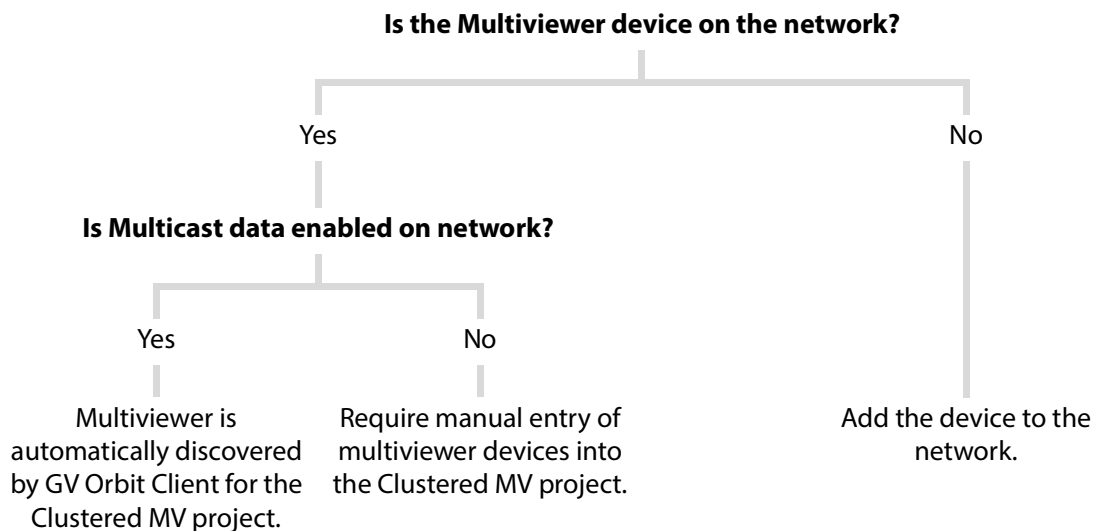 Is the Multiviewer device on the network?
Yes
No
Is Multicast data enabled on network?
Yes
No
Multiviewer is
automatically discovered
by GV Orbit Client for the
Clustered MV project.
Require manual entry of
multiviewer devices into
the Clustered MV project.
Add the device to the
network.